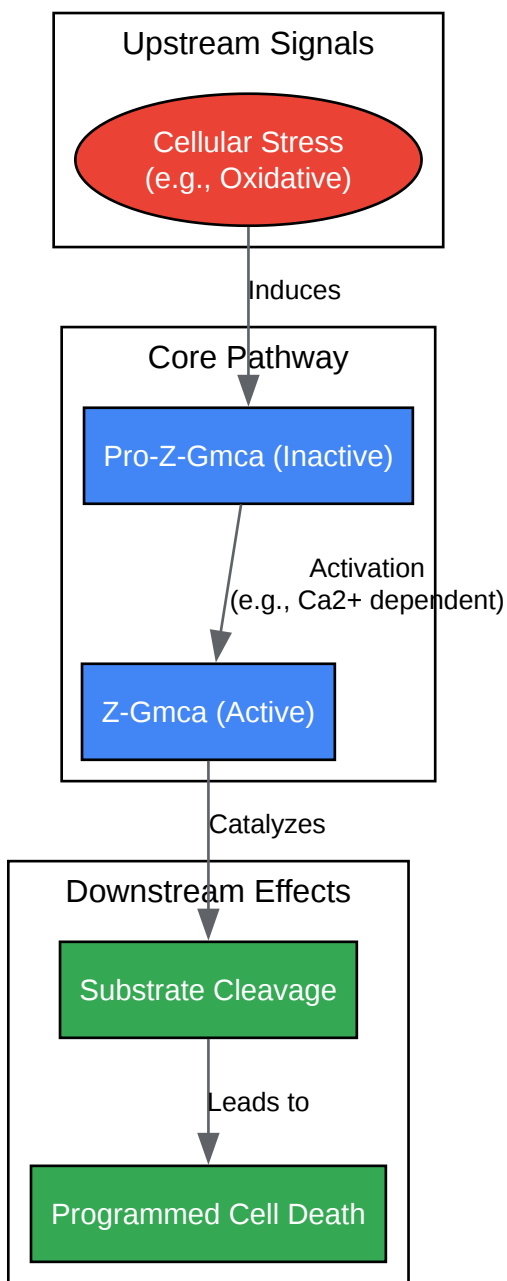 Upstream Signals
Cellular Stress
(e.g., Oxidative)
Induces
Core Pathway
Pro-Z-Gmca (Inactive)
Activation
(e.g., Ca2+ dependent)
Z-Gmca (Active)
Catalyzes
Downstream Effects
Substrate Cleavage
Leads to
Programmed Cell Death